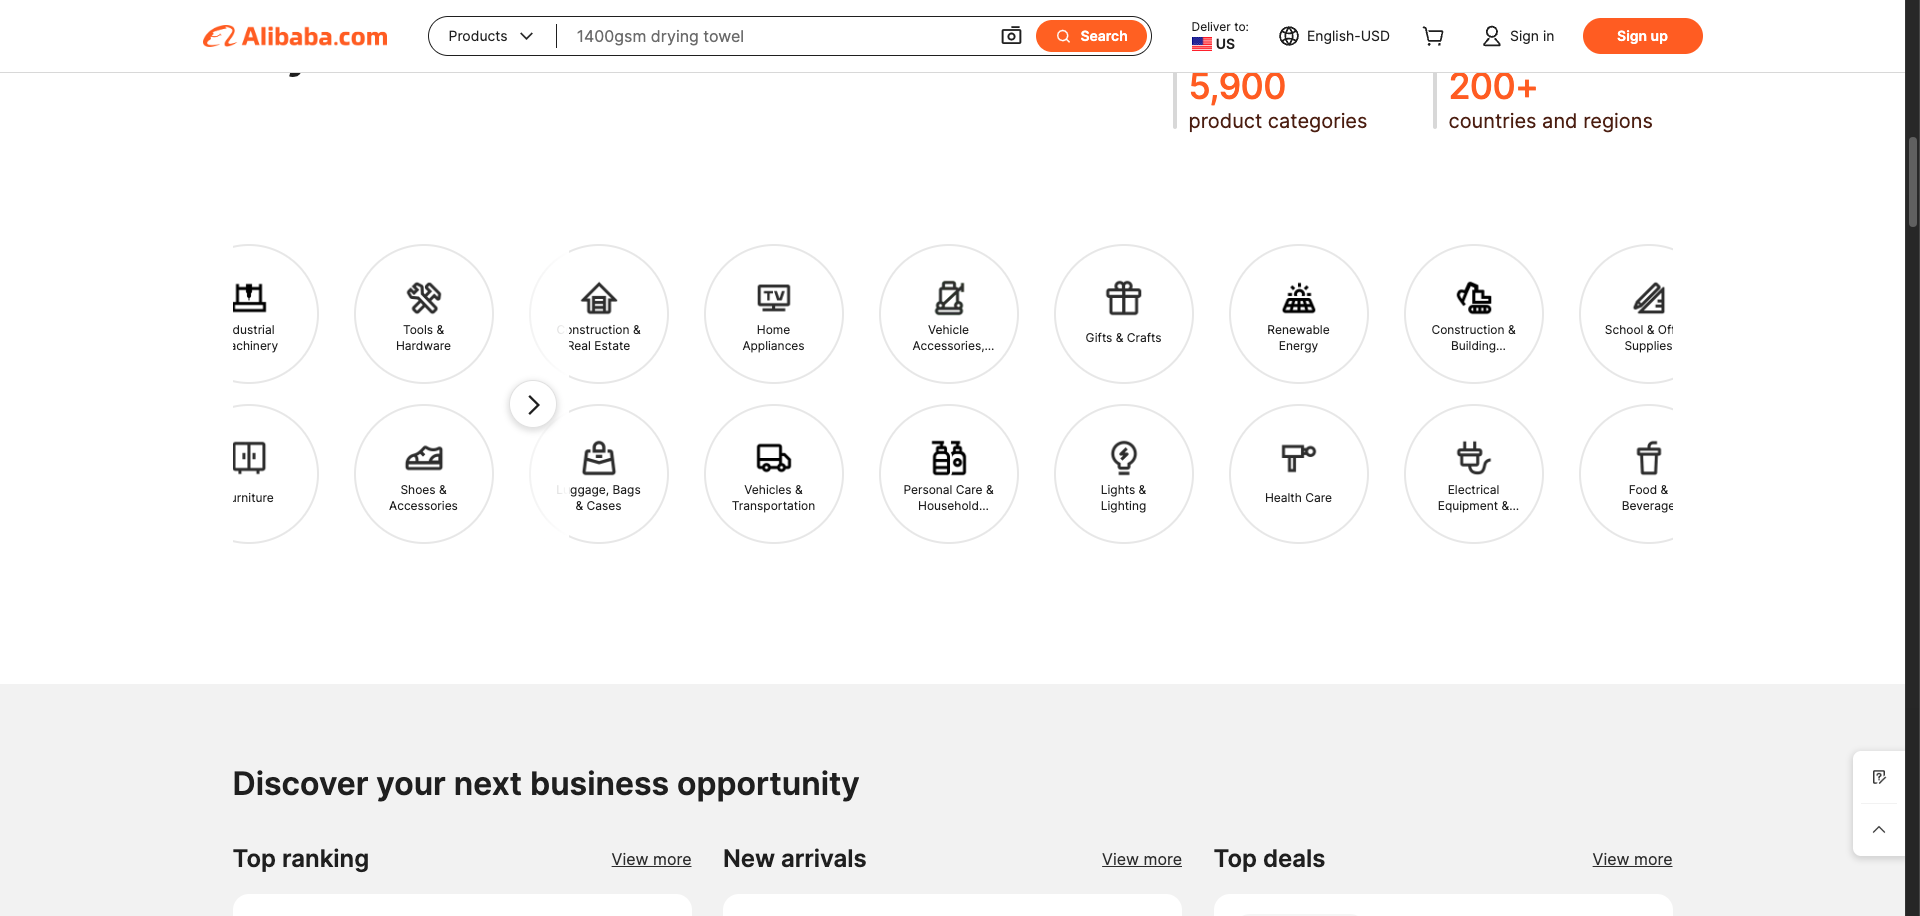 Alibaba.com
Products
1400gsm drying towel
Search
Deliver to:
US
English-USD
Sign in
Sign up
5,900
product categories
200+
countries and regions
dustrial
achinery
Tools &
Hardware
onstruction &
Real Estate
TV
Home
Appliances
Vehicle
Accessories,...
Gifts & Crafts
Renewable
Energy
Construction &
Building...
School & Off
Supplies
urniture
Shoes &
Accessories
Luggage, Bags
& Cases
Vehicles &
Transportation
Personal Care &
Household...
Lights &
Lighting
Health Care
Electrical
Equipment &...
Food &
Beverage
Discover your next business opportunity
Top ranking
View more
New arrivals
View more
Top deals
View more